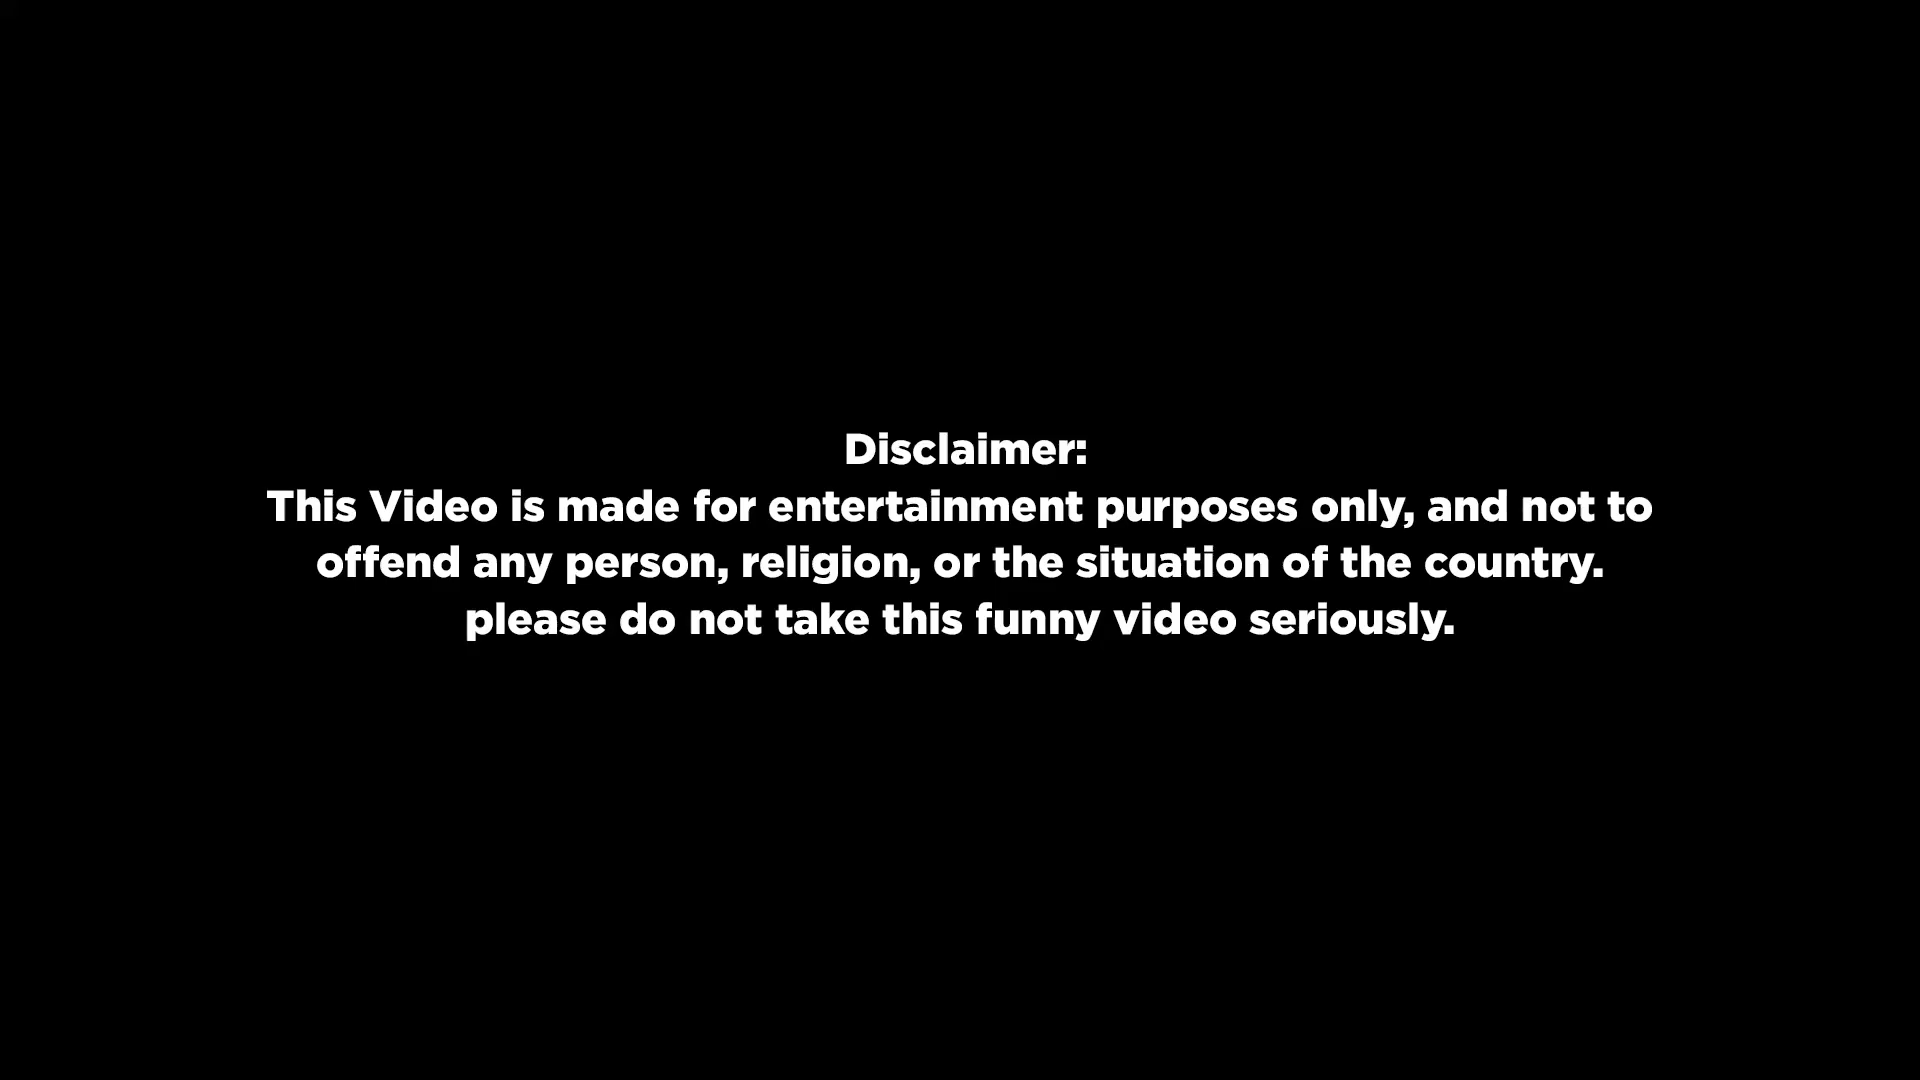 Disclaimer:
This Video is made for entertainment purposes only, and not to
offend any person, religion, or the situation of the country.
please do not take this funny video seriously.